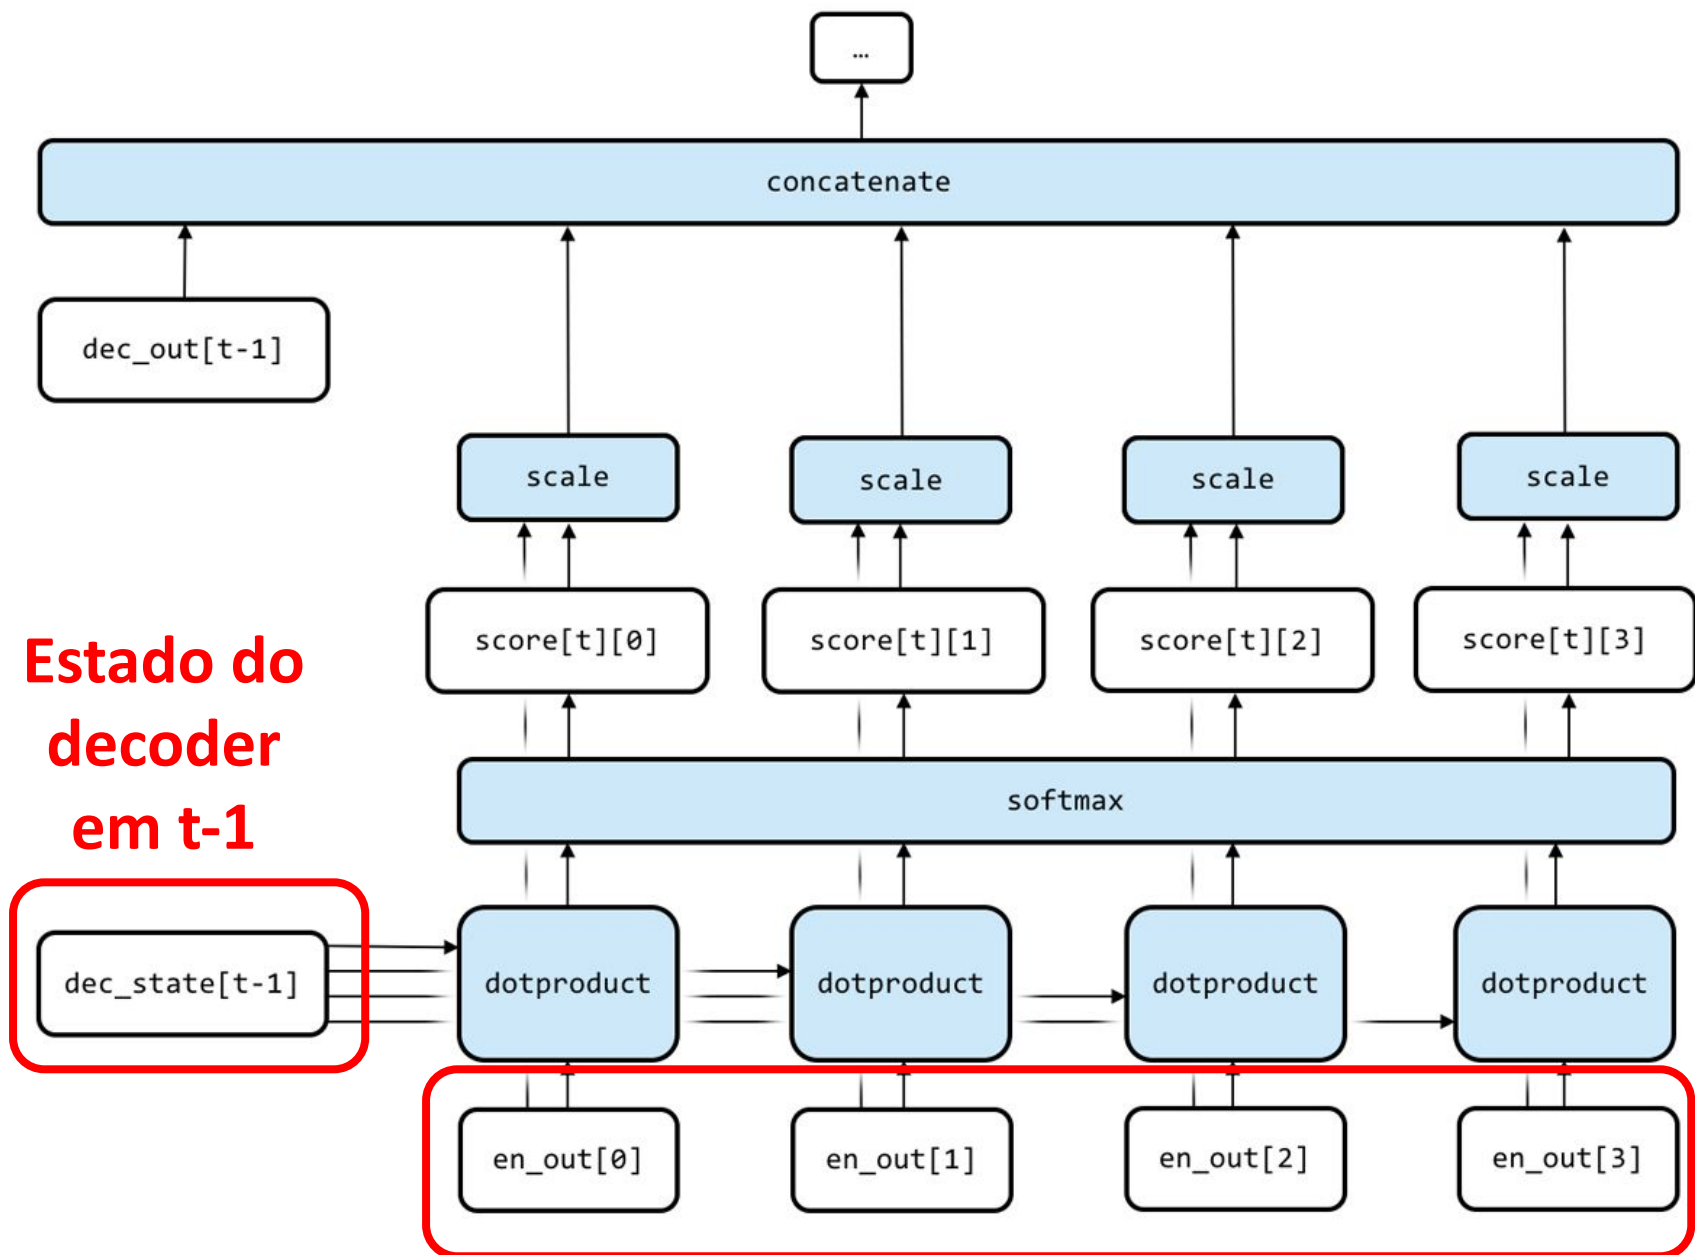 …
concatenate
dec_out[t-1]
scale scale scale scale
score[t][0] score[t][1] score[t][2] score[t][3]
Estado do
decoder
em t-1
softmax
dec_state[t-1] dotproduct dotproduct dotproduct dotproduct
en_out[0] en_out[1] en_out[2] en_out[3]